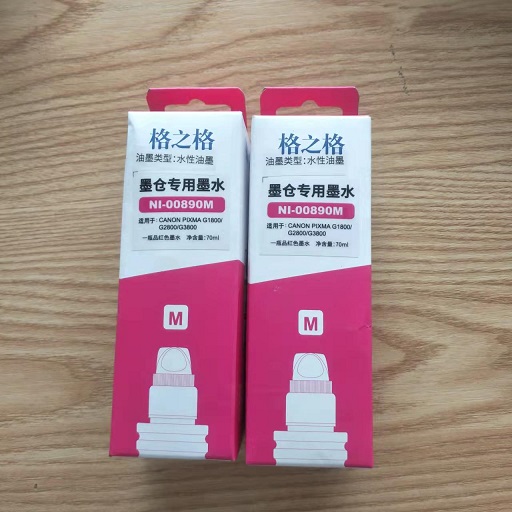 格之格
油墨类型:水性油墨
墨仓专用墨水
NI-00890M
适用于: CANON PIXMA G1800/
G2800/G3800
一瓶品红色墨水 净含量:70ml
M
格之格
油墨类型:水性油墨
墨仓专用墨水
NI-00890M
适用于: CANON PIXMA G1800/
G2800/G3800
一瓶品红色墨水 净含量:70ml
M